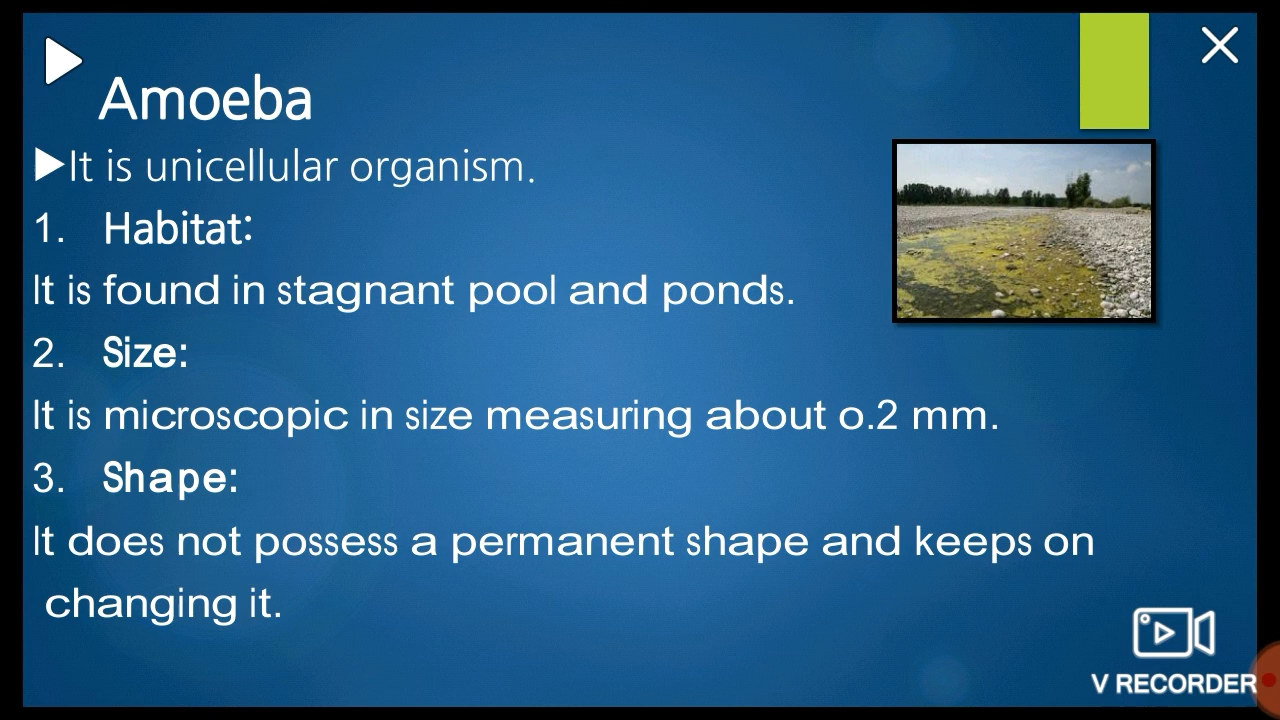 Amoeba
It is unicellular organism.
1. Habitat:
It is found in stagnant pool and ponds.
2. Size:
It is microscopic in size measuring about o.2 mm.
3. Shape:
It does not possess a permanent shape and keeps on
changing it.
V RECORDER